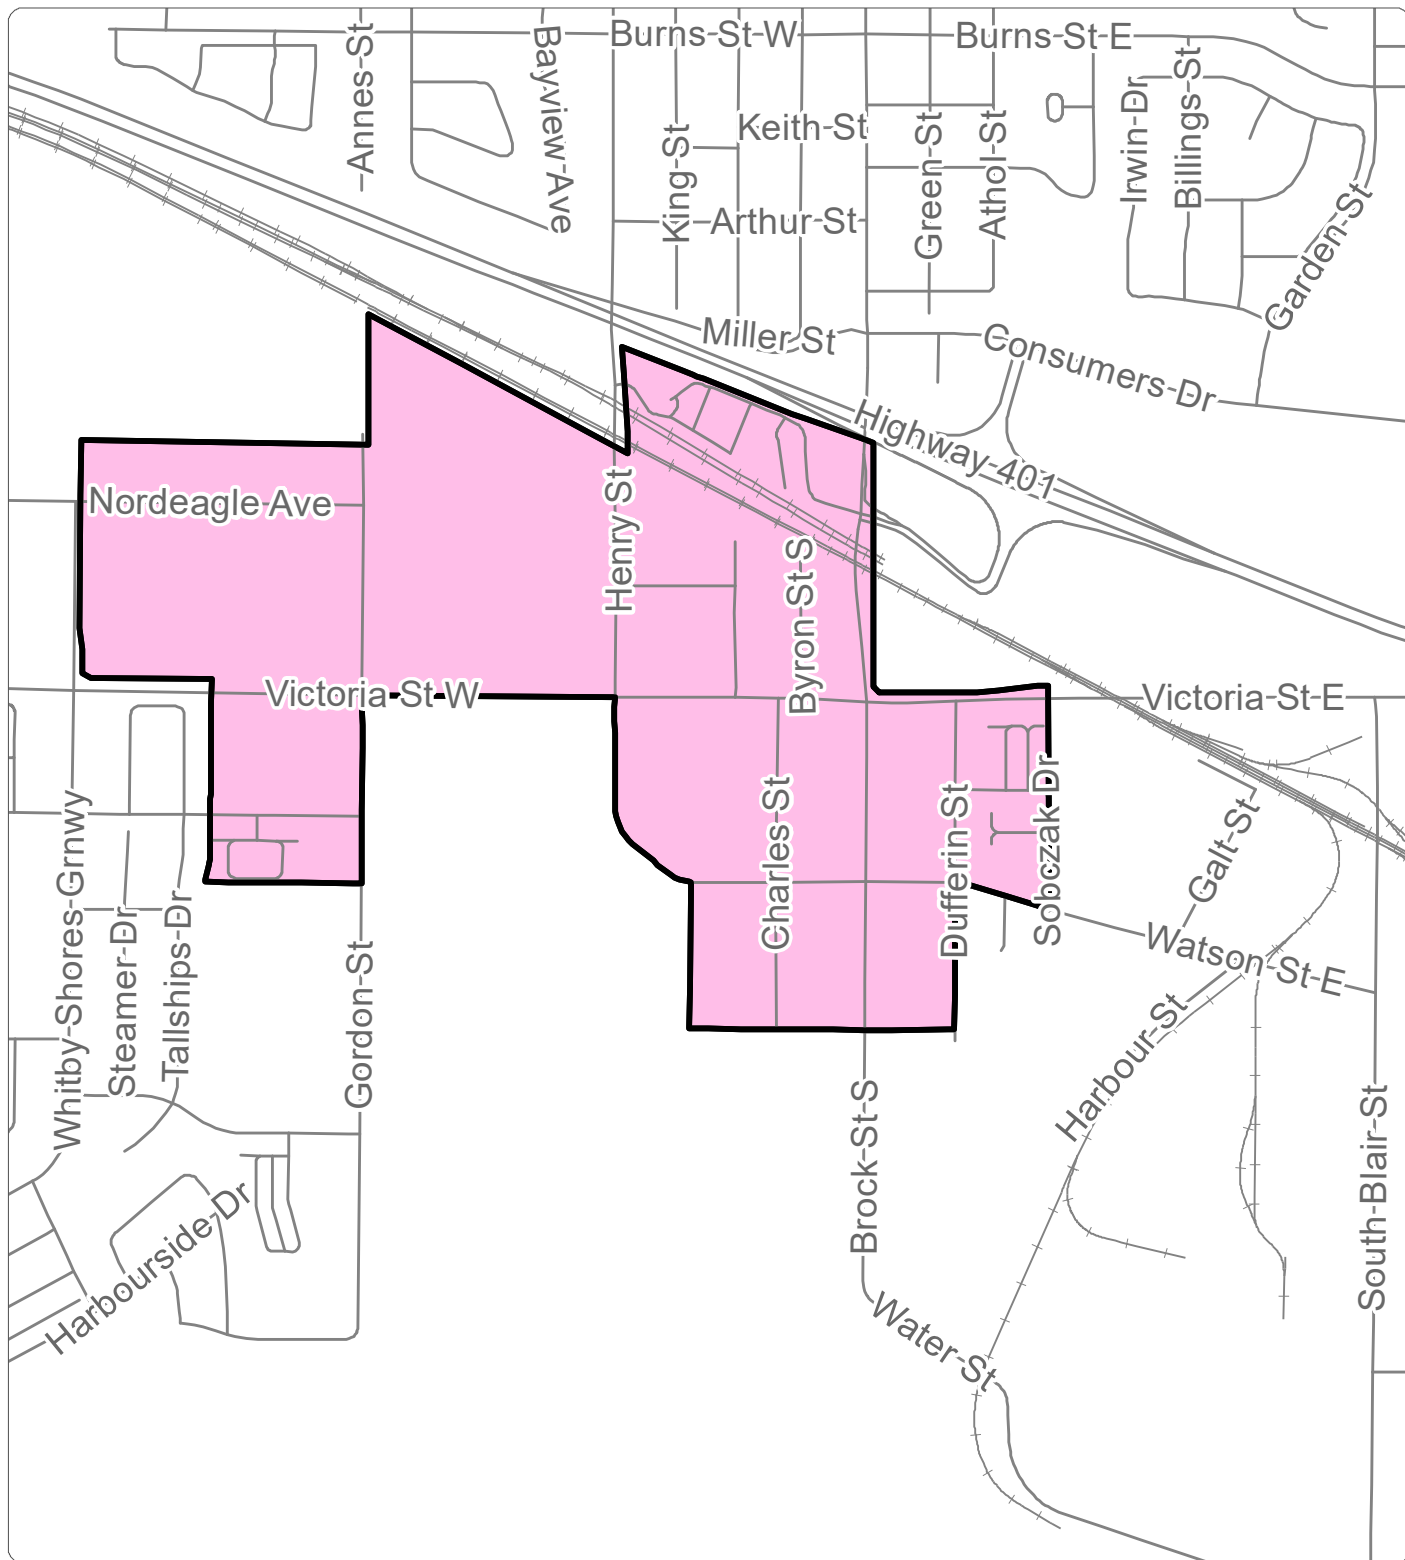 Burns St W
Burns St E
Annes St
Bayview Ave
Keith St
King St
Green St
Athol St
Irwin Dr
Billings St
Arthur St
Garden St
Miller St
Consumers Dr
Highway 401
Nordeagle Ave
Henry St
Byron St S
Victoria St W
Victoria St E
Charles St
Dufferin St
Sobczak Dr
Galt St
Whitby Shores Grnwy
Steamer Dr
Tallships Dr
Gordon St
Watson St E
Harbour St
Brock St S
South Blair St
Harbourside Dr
Water St